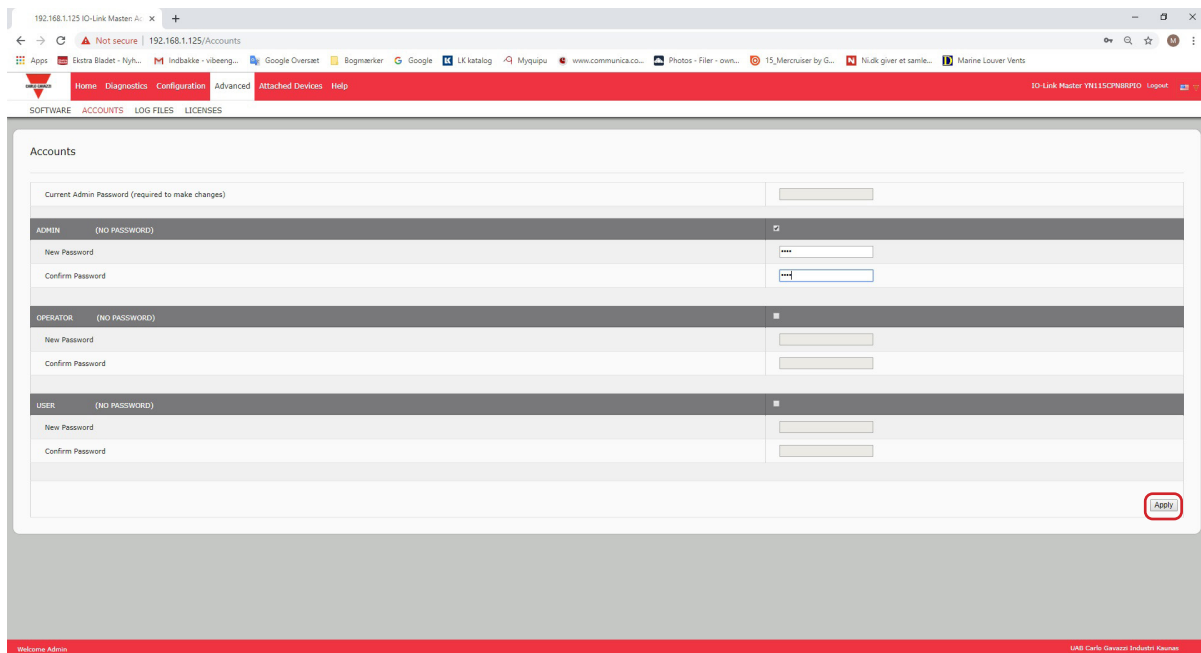 192.168.1.125 IO-Link Master: Ac
Not secure | 192.168.1.125/Accounts
Apps Ekstra Bladet - Nyh... Indbakke - vibeeng... Google Oversæt Bogmærker Google LK katalog Myquipu www.communica.co... Photos - Filer - own... 15_Mercruiser by G... Ni.dk giver et samle... Marine Louver Vents
CARLO GAVAZZI Home Diagnostics Configuration Advanced Attached Devices Help IO-Link Master YN115CPN8RPIO Logout
SOFTWARE ACCOUNTS LOG FILES LICENSES
Accounts
Current Admin Password (required to make changes)
ADMIN (NO PASSWORD)
New Password ••••
Confirm Password ••••
OPERATOR (NO PASSWORD)
New Password
Confirm Password
USER (NO PASSWORD)
New Password
Confirm Password
Apply
Welcome Admin UAB Carlo Gavazzi Industri Kaunas